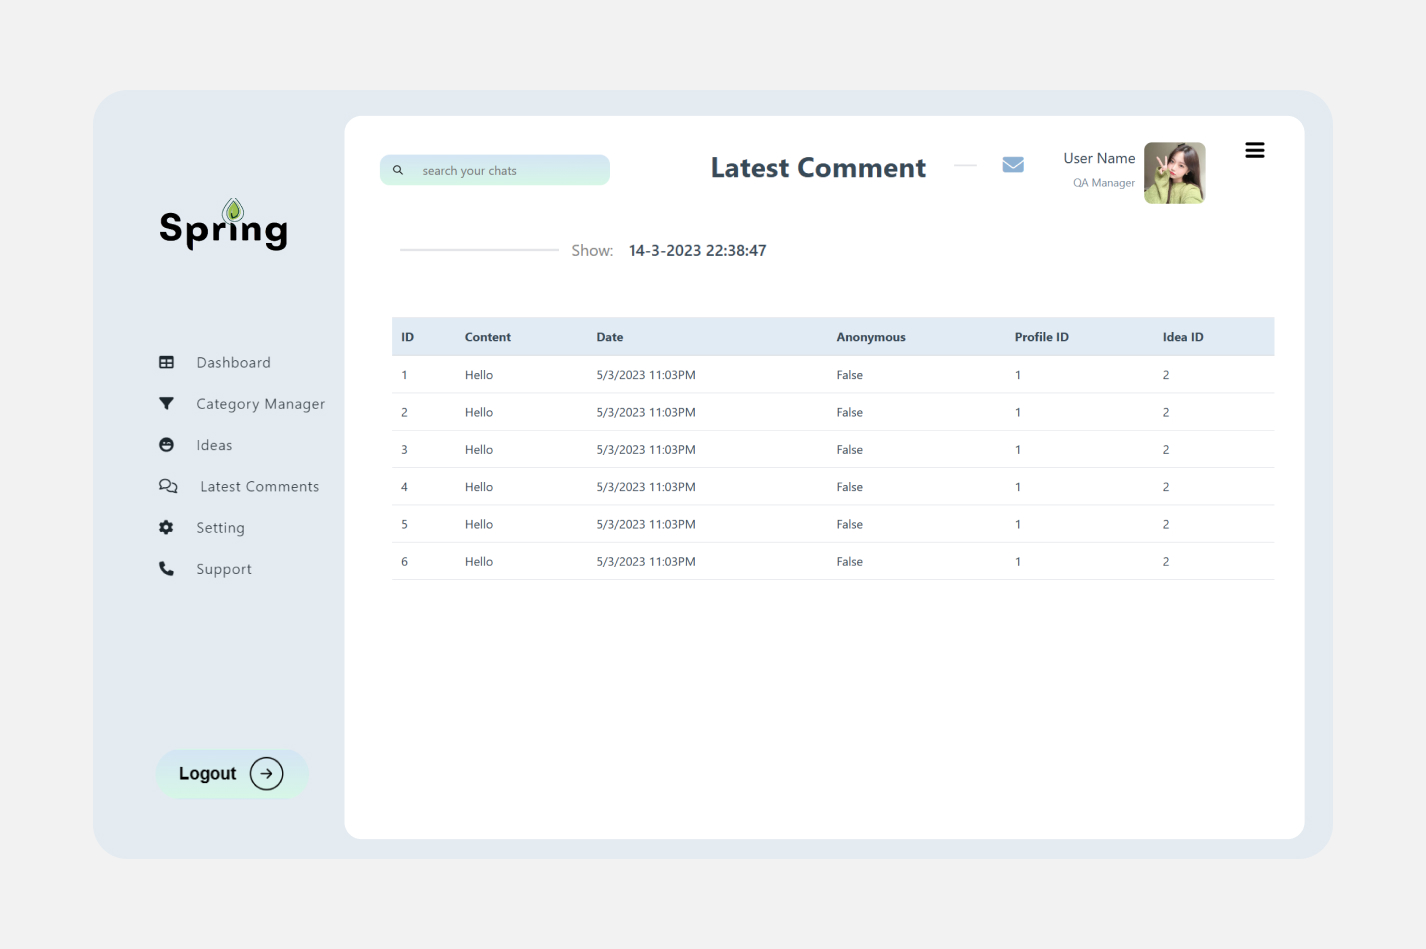 Spring
Dashboard
Category Manager
Ideas
Latest Comments
Setting
Support
Logout
search your chats
Latest Comment
User Name
QA Manager
Show: 14-3-2023 22:38:47
ID Content Date Anonymous Profile ID Idea ID
1 Hello 5/3/2023 11:03PM False 1 2
2 Hello 5/3/2023 11:03PM False 1 2
3 Hello 5/3/2023 11:03PM False 1 2
4 Hello 5/3/2023 11:03PM False 1 2
5 Hello 5/3/2023 11:03PM False 1 2
6 Hello 5/3/2023 11:03PM False 1 2